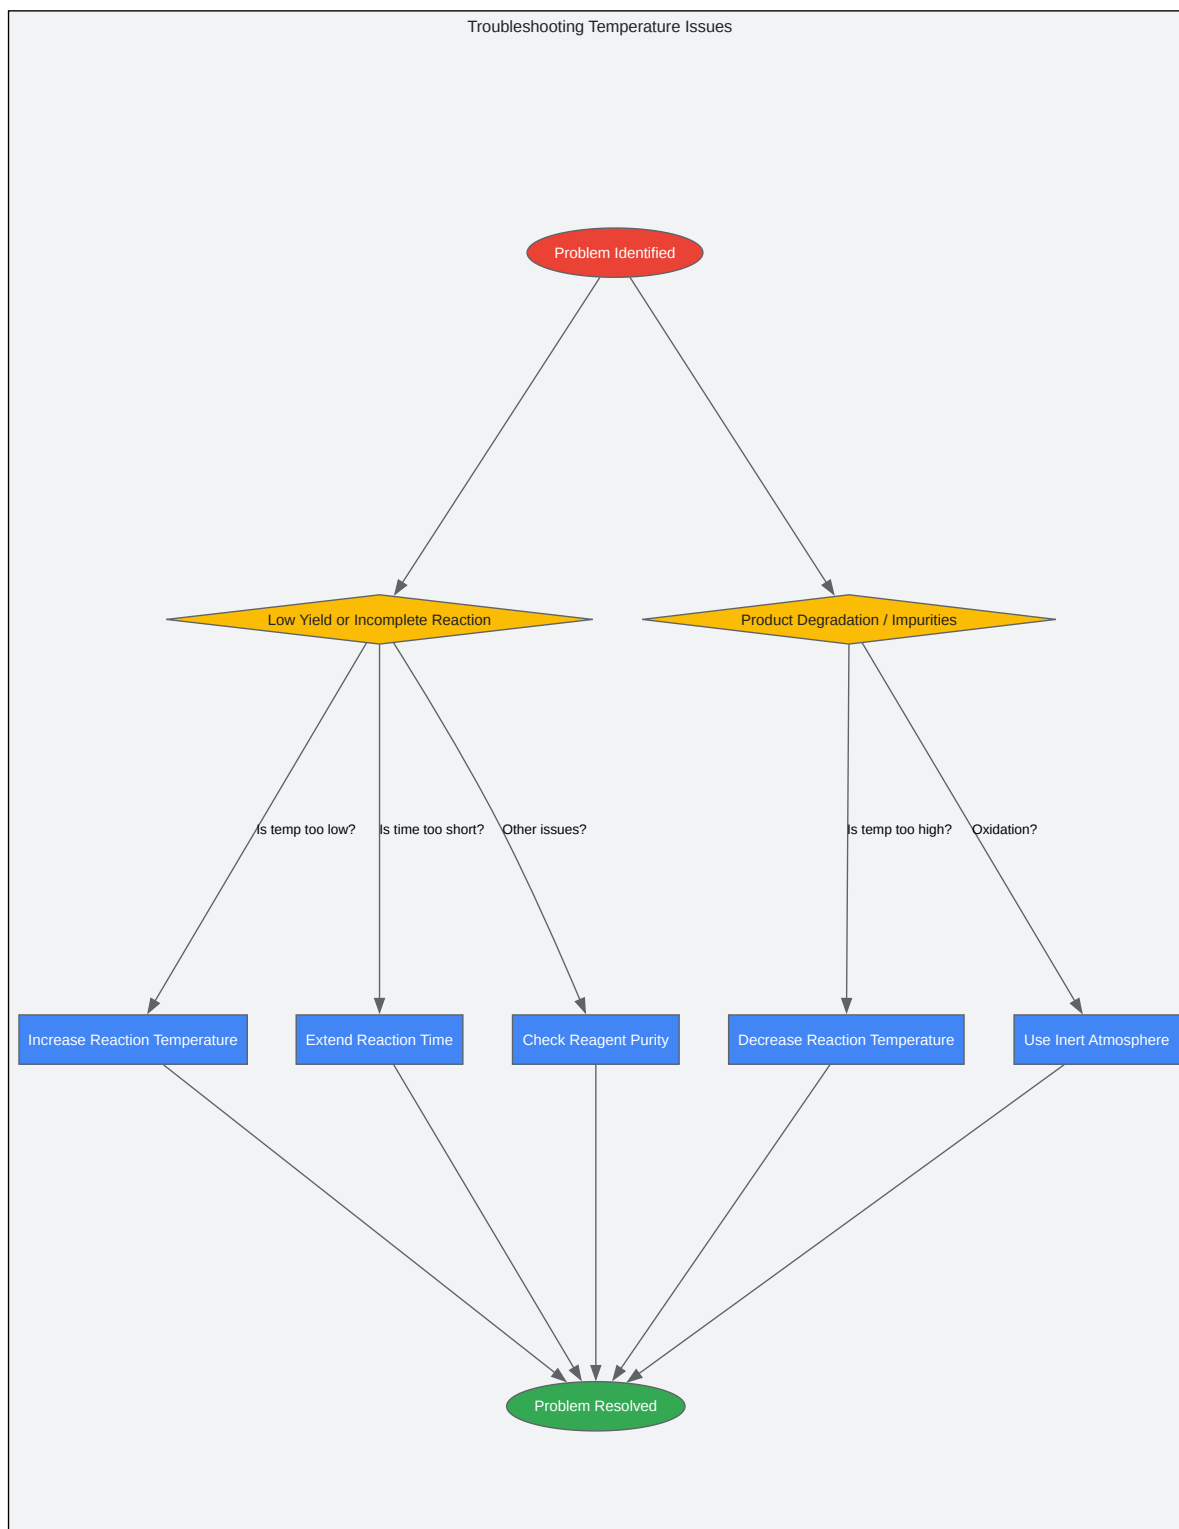 Troubleshooting Temperature Issues
Problem Identified
Low Yield or Incomplete Reaction
Product Degradation / Impurities
Is temp too low?
Is time too short?
Other issues?
Is temp too high?
Oxidation?
Increase Reaction Temperature
Extend Reaction Time
Check Reagent Purity
Decrease Reaction Temperature
Use Inert Atmosphere
Problem Resolved